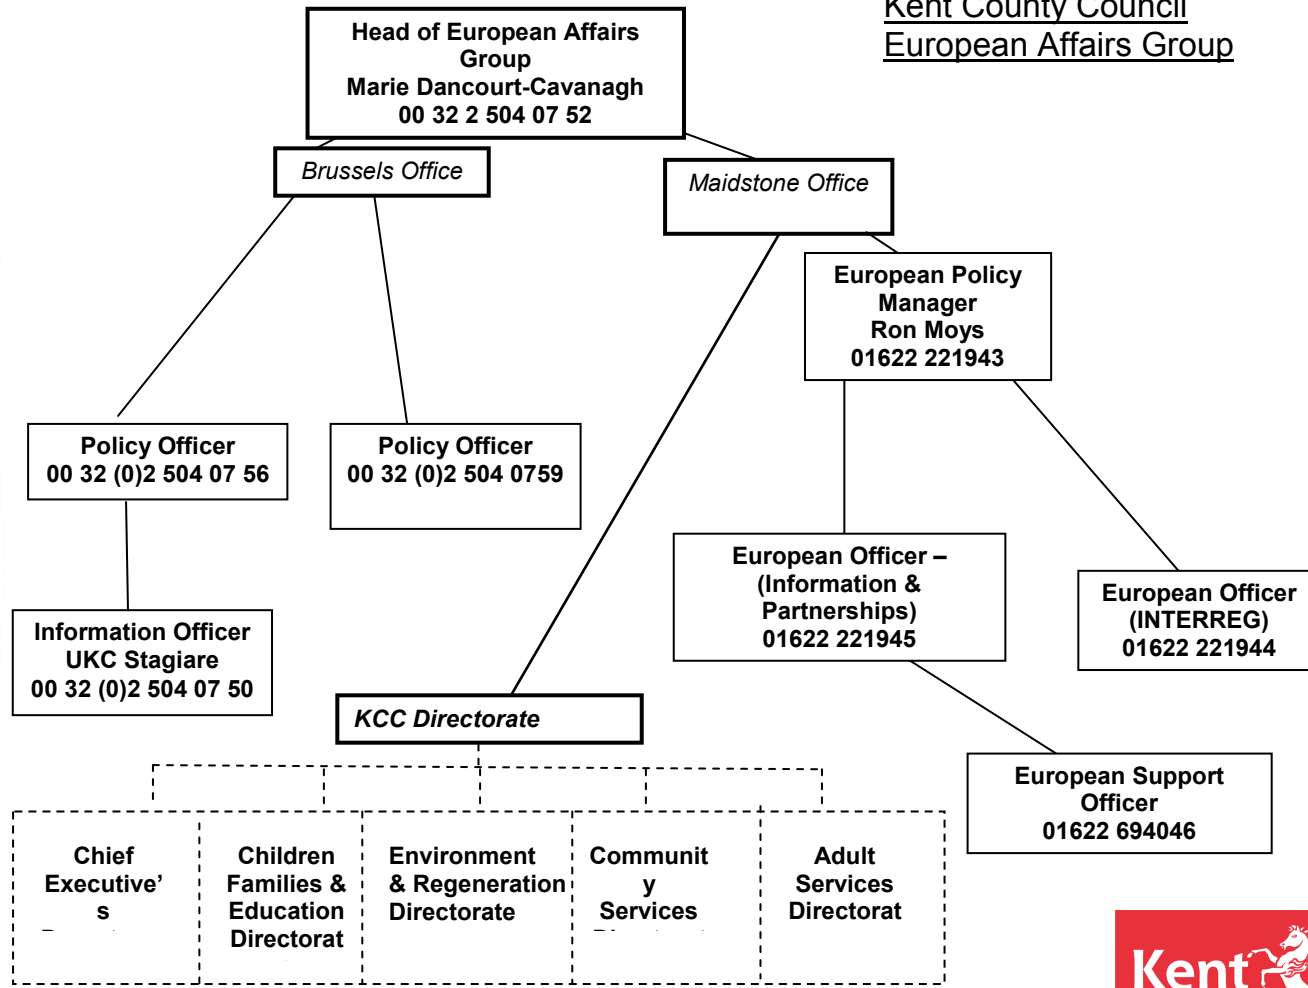 Kent County Council
European Affairs Group
Head of European Affairs
Group
Marie Dancourt-Cavanagh
00 32 2 504 07 52
Brussels Office
Maidstone Office
European Policy
Manager
Ron Moys
01622 221943
Policy Officer
00 32 (0)2 504 07 56
Policy Officer
00 32 (0)2 504 0759
European Officer –
(Information &
Partnerships)
01622 221945
European Officer
(INTERREG)
01622 221944
Information Officer
UKC Stagiare
00 32 (0)2 504 07 50
KCC Directorate
European Support
Officer
01622 694046
Chief
Executive’
s
Children
Families &
Education
Directorat
Environment
& Regeneration
Directorate
Communit
y
Services
Adult
Services
Directorat
Kent